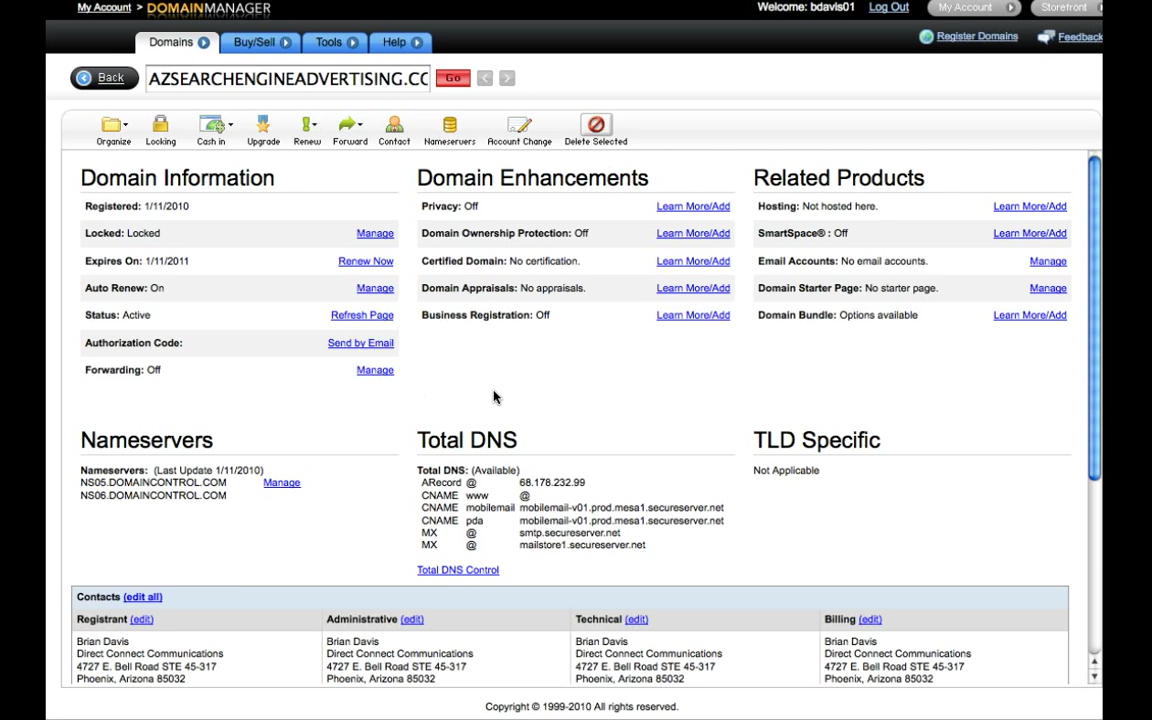 My Account > DOMAINMANAGER
Welcome: bdavis01 Log Out My Account Storefront
Domains Buy/Sell Tools Help
Register Domains Feedback
Back AZSEARCHENGINEADVERTISING.CC Go
Organize Locking Cash in Upgrade Renew Forward Contact Nameservers Account Change Delete Selected
Domain Information
Registered: 1/11/2010
Locked: Locked Manage
Expires On: 1/11/2011 Renew Now
Auto Renew: On Manage
Status: Active Refresh Page
Authorization Code: Send by Email
Forwarding: Off Manage
Domain Enhancements
Privacy: Off Learn More/Add
Domain Ownership Protection: Off Learn More/Add
Certified Domain: No certification. Learn More/Add
Domain Appraisals: No appraisals. Learn More/Add
Business Registration: Off Learn More/Add
Related Products
Hosting: Not hosted here. Learn More/Add
SmartSpace® : Off Learn More/Add
Email Accounts: No email accounts. Manage
Domain Starter Page: No starter page. Manage
Domain Bundle: Options available Learn More/Add
Nameservers
Nameservers: (Last Update 1/11/2010)
NS05.DOMAINCONTROL.COM Manage
NS06.DOMAINCONTROL.COM
Total DNS
Total DNS: (Available)
ARecord @ 68.178.232.99
CNAME www @
CNAME mobilemail mobilemail-v01.prod.mesa1.secureserver.net
CNAME pda mobilemail-v01.prod.mesa1.secureserver.net
MX @ smtp.secureserver.net
MX @ mailstore1.secureserver.net
Total DNS Control
TLD Specific
Not Applicable
Contacts (edit all)
Registrant (edit) Administrative (edit) Technical (edit) Billing (edit)
Brian Davis Brian Davis Brian Davis Brian Davis
Direct Connect Communications Direct Connect Communications Direct Connect Communications Direct Connect Communications
4727 E. Bell Road STE 45-317 4727 E. Bell Road STE 45-317 4727 E. Bell Road STE 45-317 4727 E. Bell Road STE 45-317
Phoenix, Arizona 85032 Phoenix, Arizona 85032 Phoenix, Arizona 85032 Phoenix, Arizona 85032
Copyright © 1999-2010 All rights reserved.